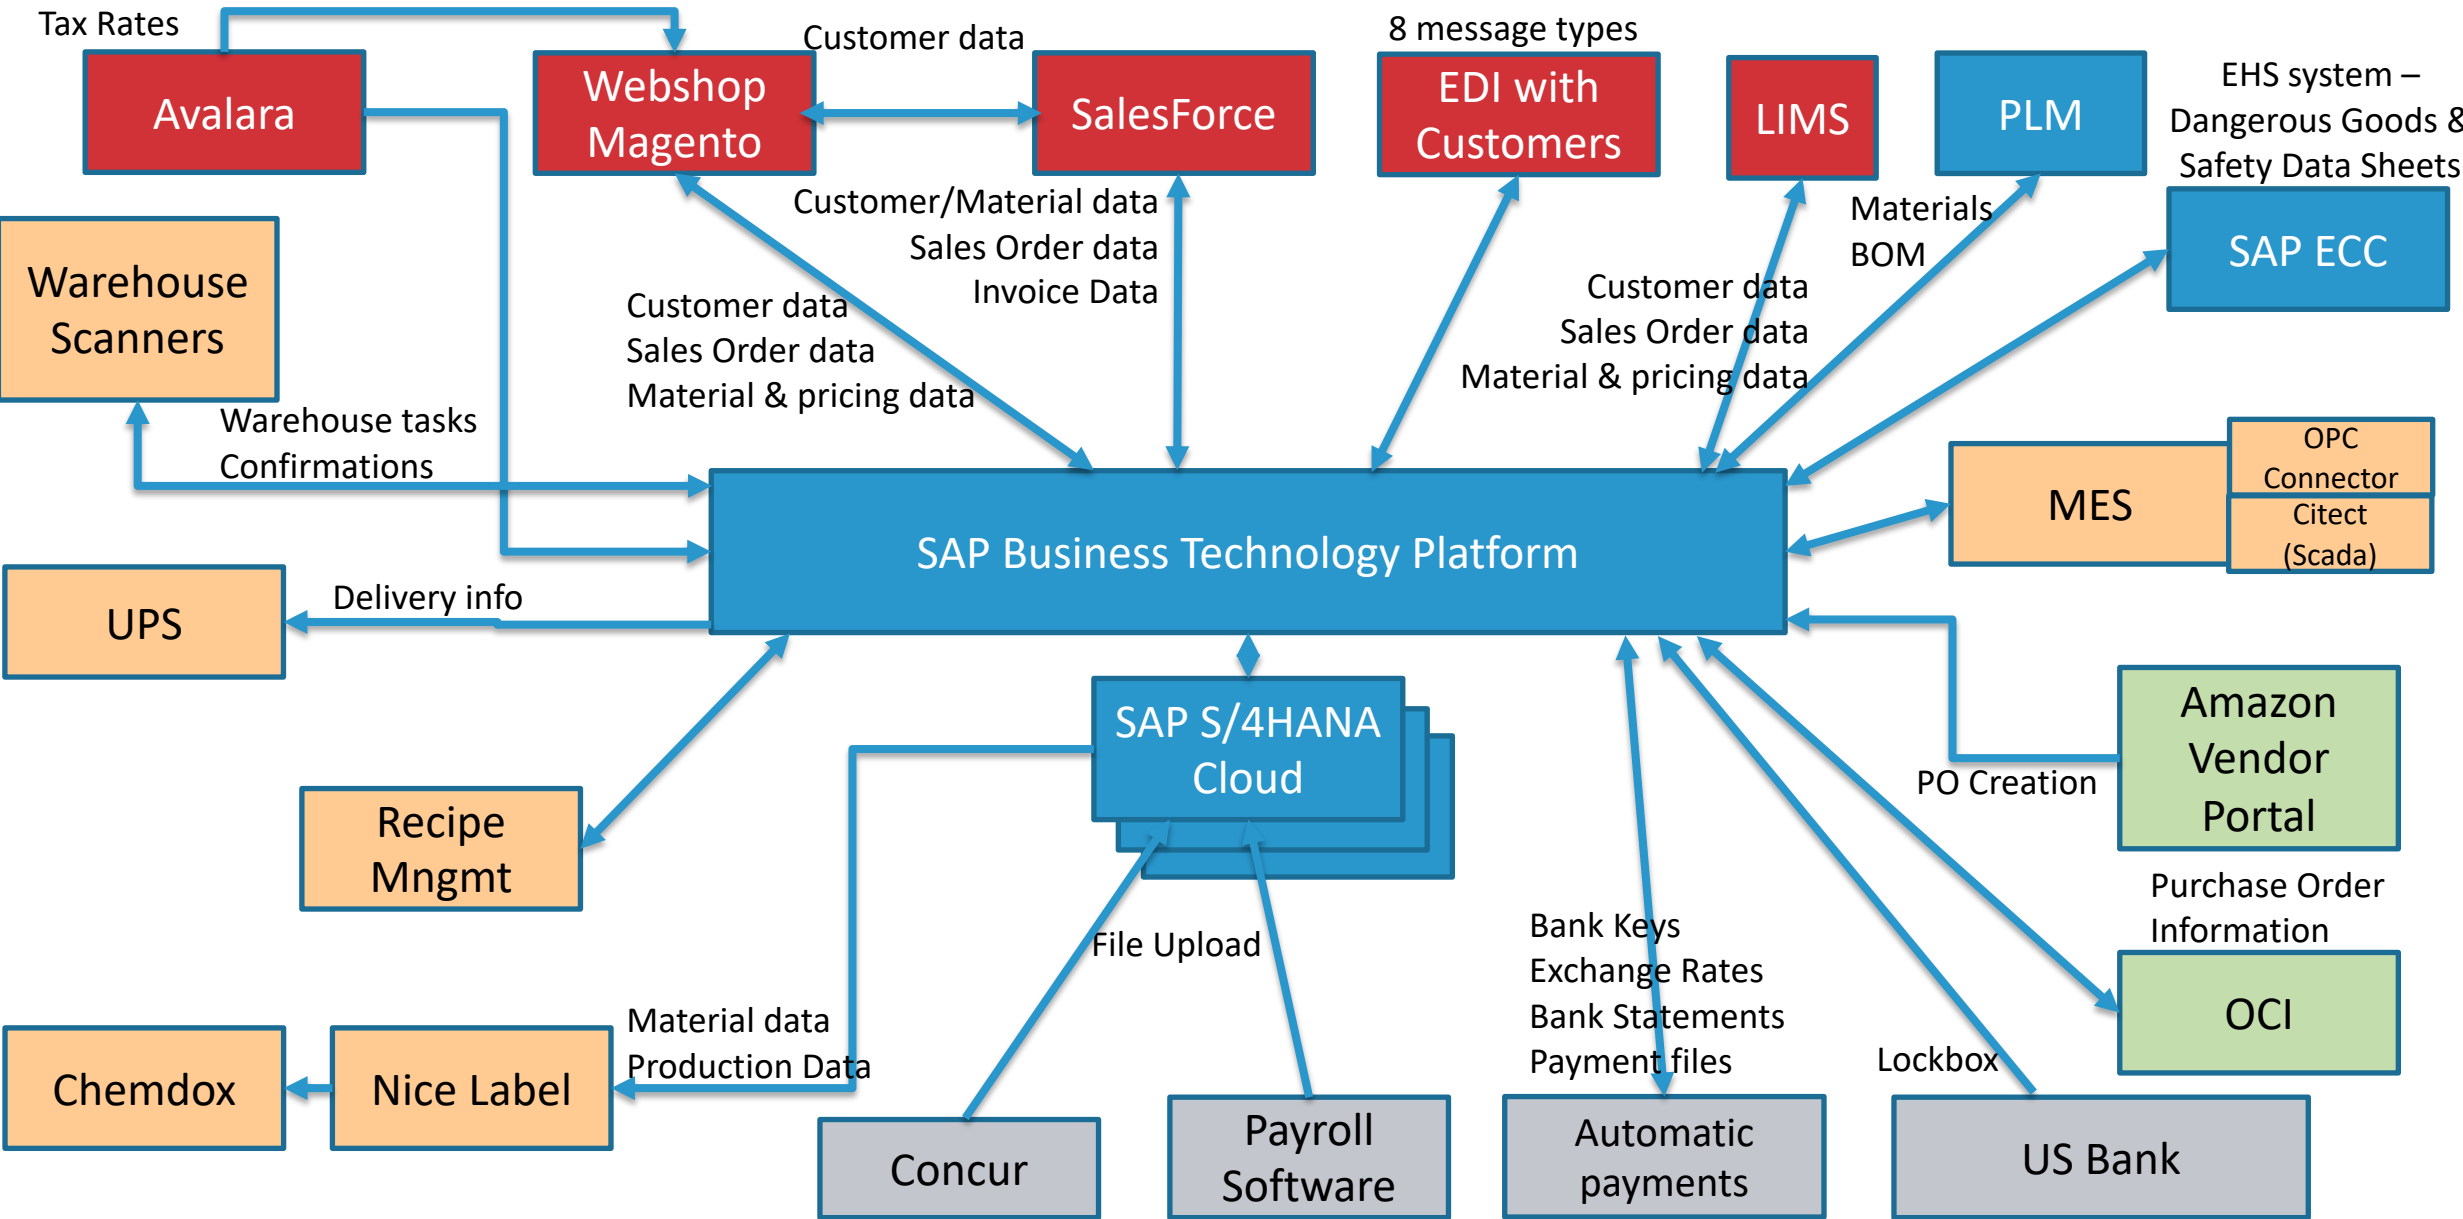 Tax Rates
Avalara
Webshop
Magento
Customer data
SalesForce
8 message types
EDI with
Customers
LIMS
PLM
EHS system –
Dangerous Goods &
Safety Data Sheets
SAP ECC
Warehouse
Scanners
Customer/Material data
Sales Order data
Invoice Data
Customer data
Sales Order data
Material & pricing data
Materials
BOM
Customer data
Sales Order data
Material & pricing data
Warehouse tasks
Confirmations
SAP Business Technology Platform
MES
OPC
Connector
Citect
(Scada)
UPS
Delivery info
SAP S/4HANA
Cloud
Amazon
Vendor
Portal
PO Creation
Recipe
Mngmt
Purchase Order
Information
OCI
File Upload
Bank Keys
Exchange Rates
Bank Statements
Payment files
Lockbox
Material data
Production Data
Chemdox
Nice Label
Concur
Payroll
Software
Automatic
payments
US Bank